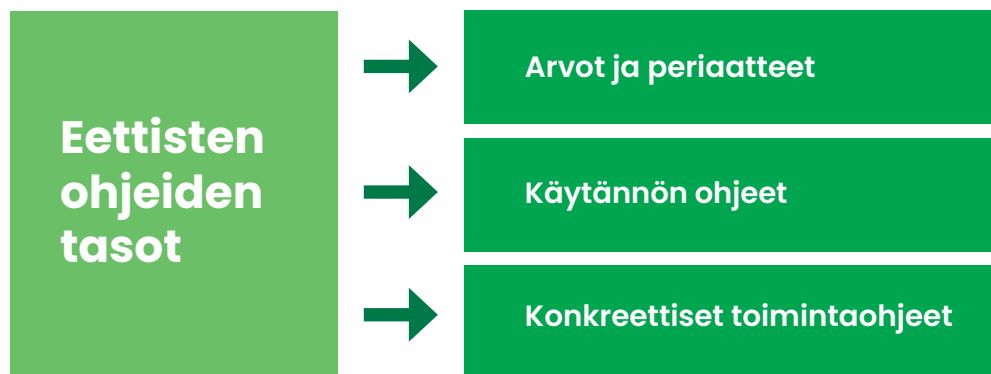 Eettisten
ohjeiden
tasot
Arvot ja periaatteet
Käytännön ohjeet
Konkreettiset toimintaohjeet